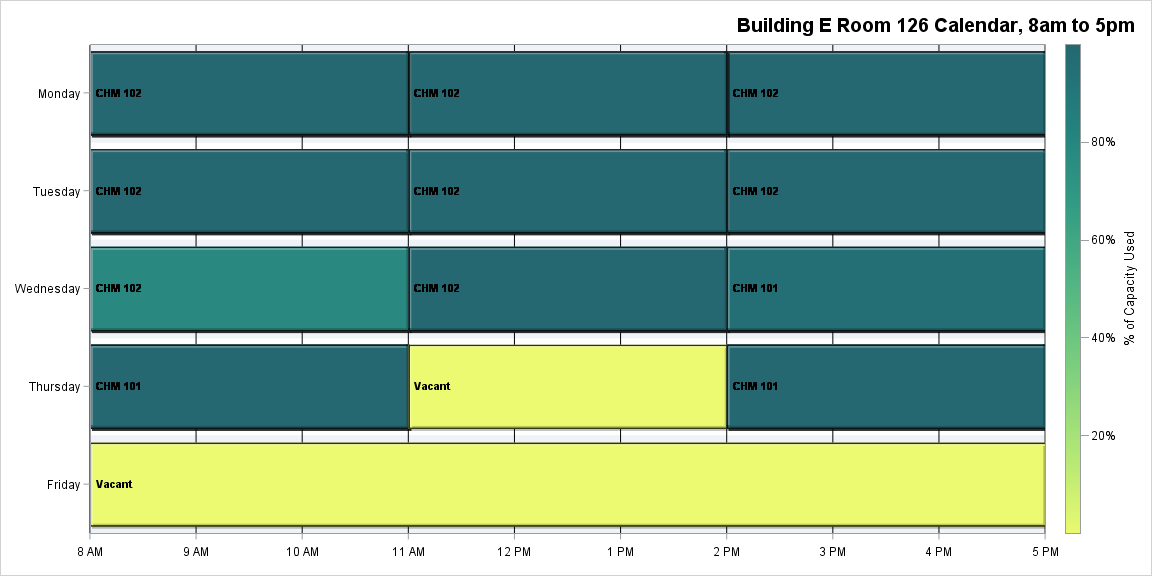 Building E Room 126 Calendar, 8am to 5pm
Monday
CHM 102
CHM 102
CHM 102
Tuesday
CHM 102
CHM 102
CHM 102
Wednesday
CHM 102
CHM 102
CHM 101
Thursday
CHM 101
Vacant
CHM 101
Friday
Vacant
8 AM
9 AM
10 AM
11 AM
12 PM
1 PM
2 PM
3 PM
4 PM
5 PM
80%
60%
40%
20%
% of Capacity Used